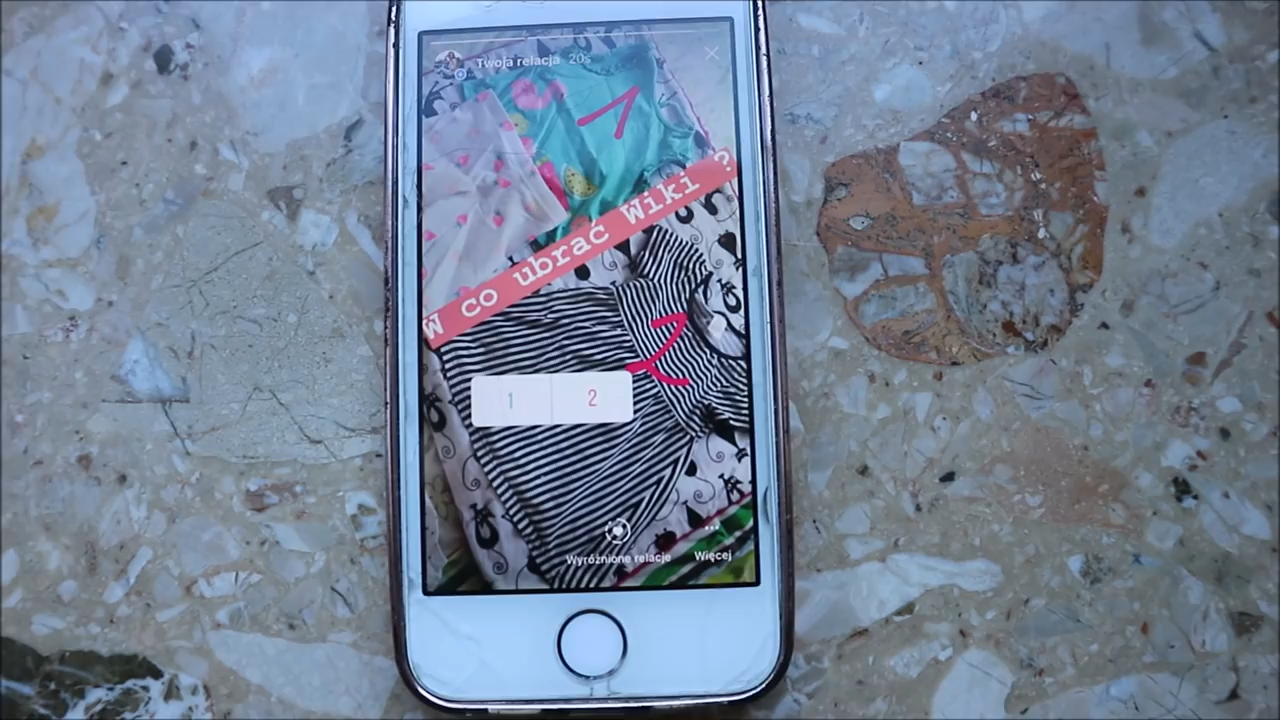 Twoja relacja 20s
1
W co ubrać Wiki ?
2
1 2
Wyróżnione relacje
Więcej